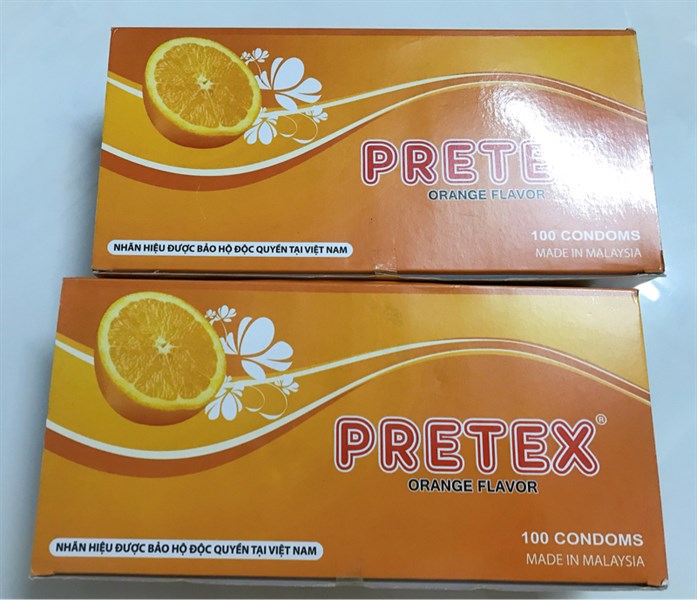 PRETEX
ORANGE FLAVOR
100 CONDOMS
MADE IN MALAYSIA
NHÃN HIỆU ĐƯỢC BẢO HỘ ĐỘC QUYỀN TẠI VIỆT NAM
PRETEX®
ORANGE FLAVOR
100 CONDOMS
MADE IN MALAYSIA
NHÃN HIỆU ĐƯỢC BẢO HỘ ĐỘC QUYỀN TẠI VIỆT NAM